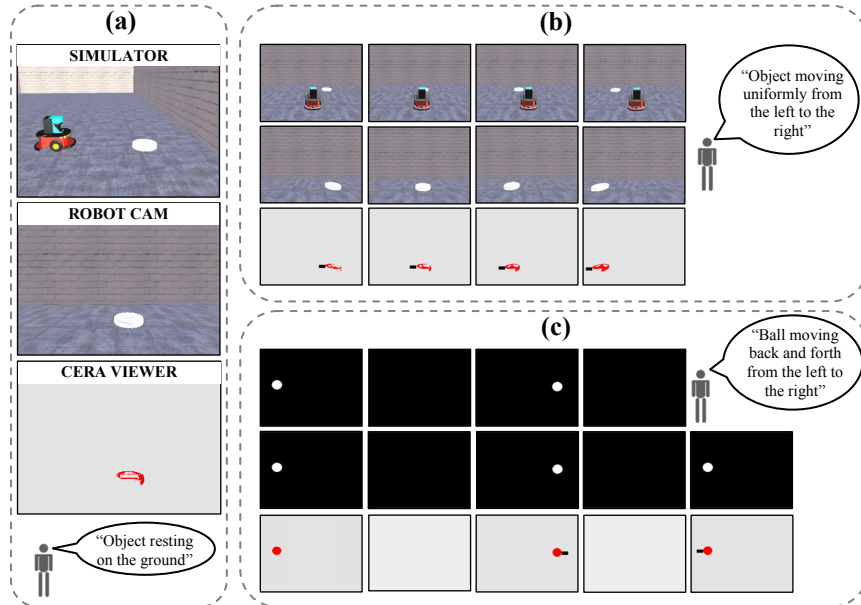 (a)
SIMULATOR
ROBOT CAM
CERA VIEWER
“Object resting
on the ground”
(b)
“Object moving
uniformly from
the left to the
right”
(c)
“Ball moving
back and forth
from the left to
the right”